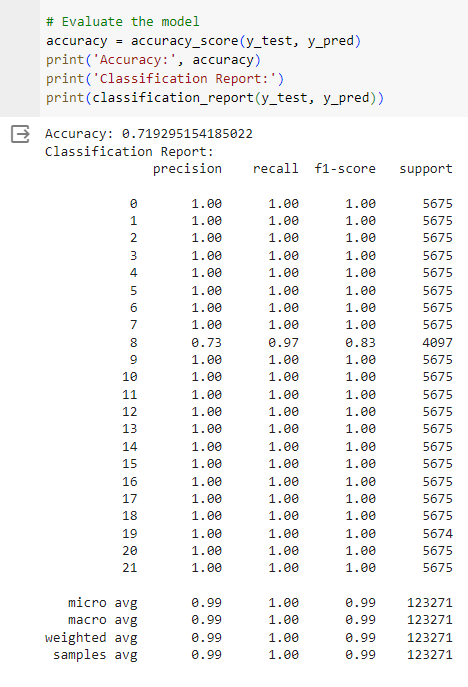 # Evaluate the model
accuracy = accuracy_score(y_test, y_pred)
print('Accuracy:', accuracy)
print('Classification Report:')
print(classification_report(y_test, y_pred))
Accuracy: 0.719295154185022
Classification Report:
precision recall f1-score support
0 1.00 1.00 1.00 5675
1 1.00 1.00 1.00 5675
2 1.00 1.00 1.00 5675
3 1.00 1.00 1.00 5675
4 1.00 1.00 1.00 5675
5 1.00 1.00 1.00 5675
6 1.00 1.00 1.00 5675
7 1.00 1.00 1.00 5675
8 0.73 0.97 0.83 4097
9 1.00 1.00 1.00 5675
10 1.00 1.00 1.00 5675
11 1.00 1.00 1.00 5675
12 1.00 1.00 1.00 5675
13 1.00 1.00 1.00 5675
14 1.00 1.00 1.00 5675
15 1.00 1.00 1.00 5675
16 1.00 1.00 1.00 5675
17 1.00 1.00 1.00 5675
18 1.00 1.00 1.00 5675
19 1.00 1.00 1.00 5674
20 1.00 1.00 1.00 5675
21 1.00 1.00 1.00 5675
micro avg 0.99 1.00 0.99 123271
macro avg 0.99 1.00 0.99 123271
weighted avg 0.99 1.00 0.99 123271
samples avg 0.99 1.00 0.99 123271